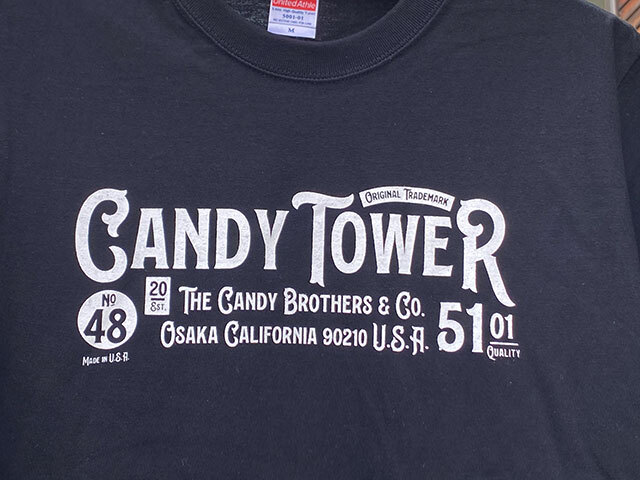 United Athle
5001-01
M
ORIGINAL TRADEMARK
CANDY TOWER
No
48
MADE IN U.S.A.
20
8ST.
THE CANDY BROTHERS & CO.
OSAKA CALIFORNIA 90210 U.S.A.
51 01
QUALITY